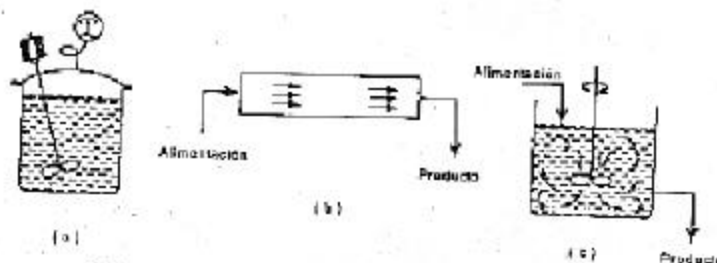 Alimentación
Producto
(a)
(b)
Alimentación
Producto
(c)